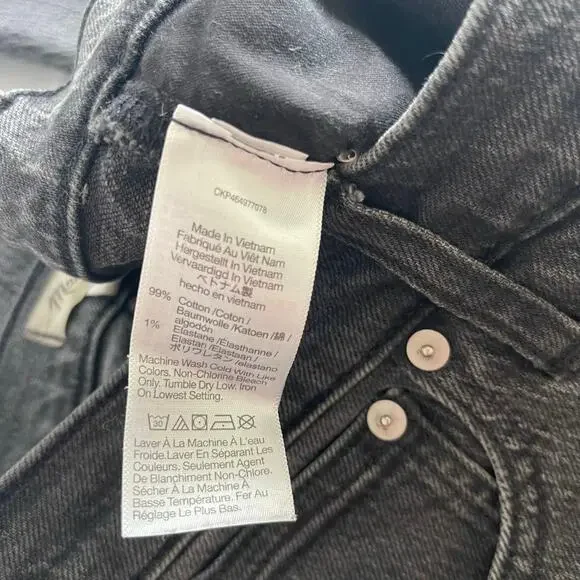 CKP464977078
Made In Vietnam
Fabriqué Au Viêt Nam
Hergestellt In Vietnam
Vervaardigd In Vietnam
ベトナム製
hecho en vietnam
99% Cotton /Coton /
Baumwolle /Katoen /綿 /
algodón
1% Elastane /Élasthanne /
Elastan /Elastaan /
ポリウレタン /elastano
Machine Wash Cold With Like
Colors. Non-Chlorine Bleach
Only. Tumble Dry Low. Iron
On Lowest Setting.
30
Laver À La Machine À L'eau
Froide.Laver En Séparant Les
Couleurs. Seulement Agent
De Blanchiment Non-Chlore.
Sécher À La Machine À
Basse Température. Fer Au
Réglage Le Plus Bas.